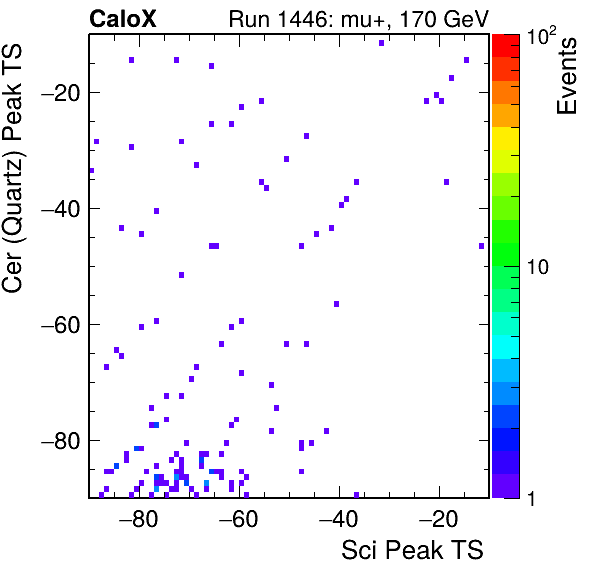 CaloX Run 1446: mu+, 170 GeV
Cer (Quartz) Peak TS
−20
−40
−60
−80
−80 −60 −40 −20
Sci Peak TS
Events
10²
10
1